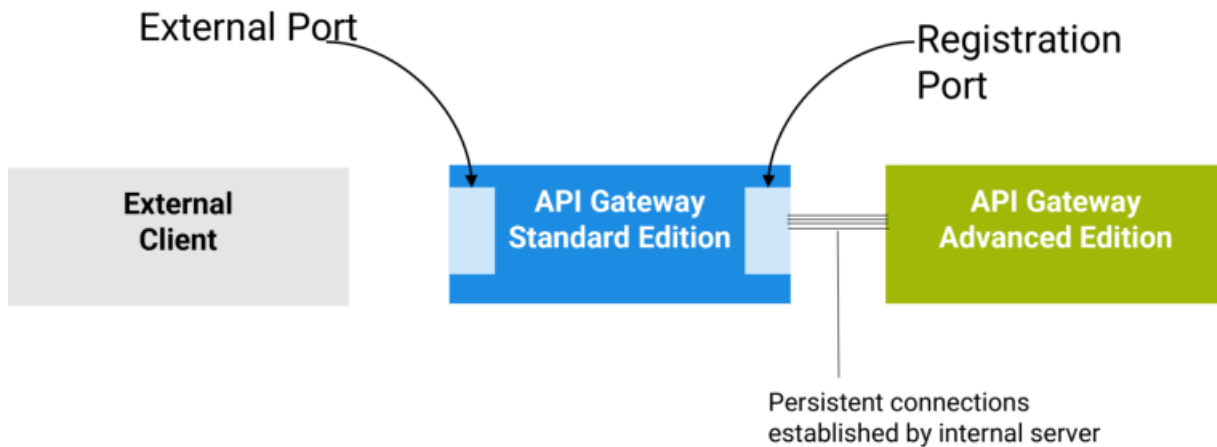 External Port
Registration
Port
External
Client
API Gateway
Standard Edition
API Gateway
Advanced Edition
Persistent connections
established by internal server